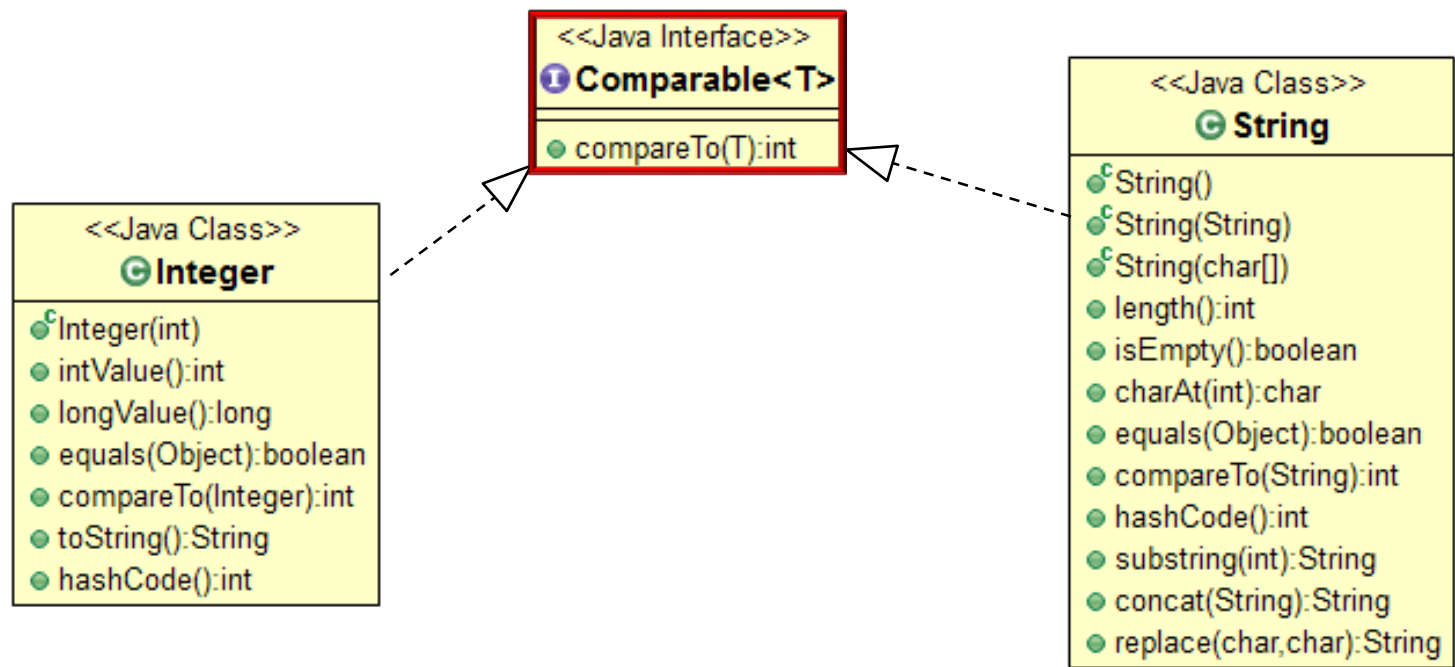 <<Java Interface>>
I Comparable<T>
compareTo(T):int
<<Java Class>>
C Integer
c Integer(int)
intValue():int
longValue():long
equals(Object):boolean
compareTo(Integer):int
toString():String
hashCode():int
<<Java Class>>
C String
c String()
c String(String)
c String(char[])
length():int
isEmpty():boolean
charAt(int):char
equals(Object):boolean
compareTo(String):int
hashCode():int
substring(int):String
concat(String):String
replace(char,char):String